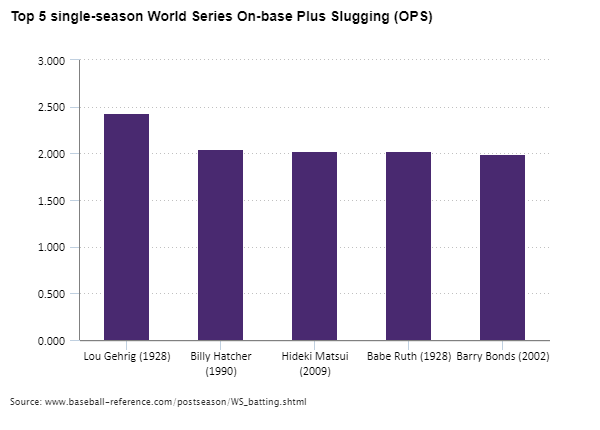 Top 5 single-season World Series On-base Plus Slugging (OPS)
3.000
2.500
2.000
1.500
1.000
0.500
0.000
Lou Gehrig (1928)
Billy Hatcher
(1990)
Hideki Matsui
(2009)
Babe Ruth (1928)
Barry Bonds (2002)
Source: www.baseball-reference.com/postseason/WS_batting.shtml